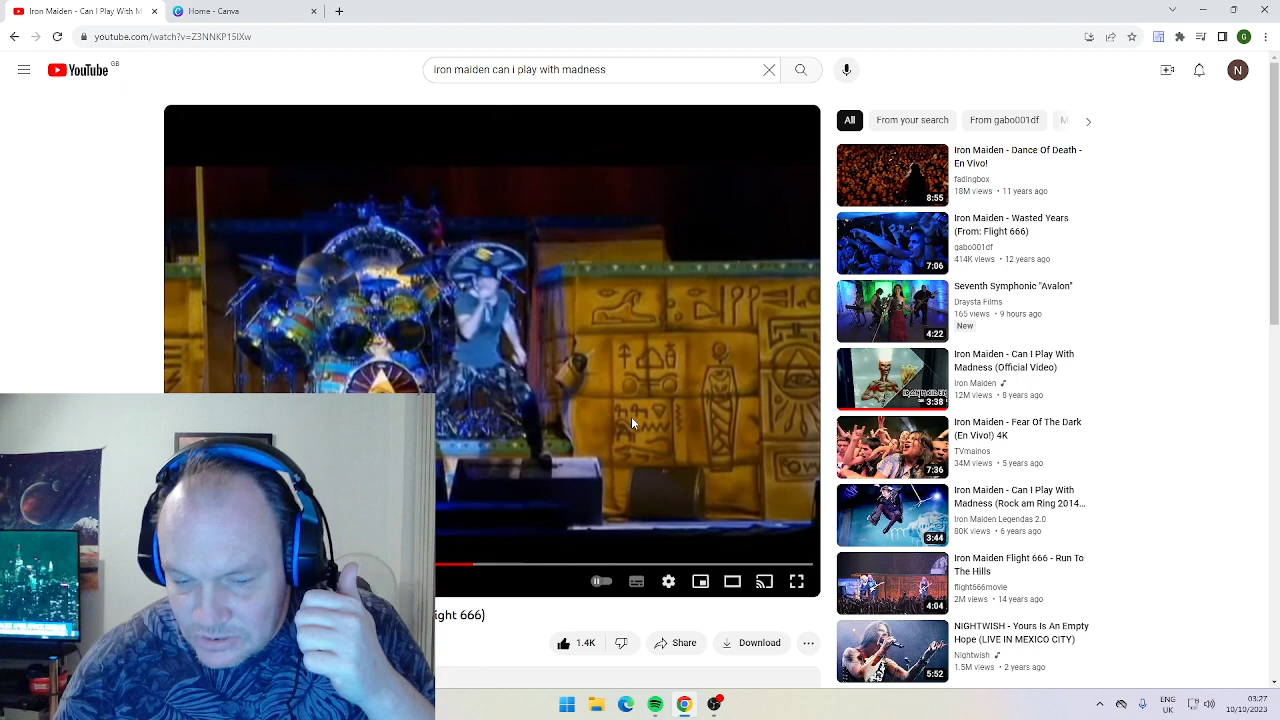 Iron Maiden - Can I Play With M
Home - Canva
youtube.com/watch?v=Z3NNKP15IXw
YouTube GB
iron maiden can i play with madness
N
G
All
From your search
From gabo001df
M
Iron Maiden - Dance Of Death -
En Vivo!
fadingbox
18M views • 11 years ago
8:55
Iron Maiden - Wasted Years
(From: Flight 666)
gabo001df
414K views • 12 years ago
7:06
Seventh Symphonic "Avalon"
Draysta Films
165 views • 9 hours ago
New
4:22
Iron Maiden - Can I Play With
Madness (Official Video)
Iron Maiden
12M views • 8 years ago
IRON MAIDEN
3:38
Iron Maiden - Fear Of The Dark
(En Vivo!) 4K
TVmainos
34M views • 5 years ago
7:36
Iron Maiden - Can I Play With
Madness (Rock am Ring 2014...
Iron Maiden Legendas 2.0
80K views • 6 years ago
3:44
Iron Maiden Flight 666 - Run To
The Hills
flight666movie
2M views • 14 years ago
4:04
NIGHTWISH - Yours Is An Empty
Hope (LIVE IN MEXICO CITY)
Nightwish
1.5M views • 2 years ago
5:52
ight 666)
1.4K
Share
Download
ENG
UK
03:27
10/10/2023